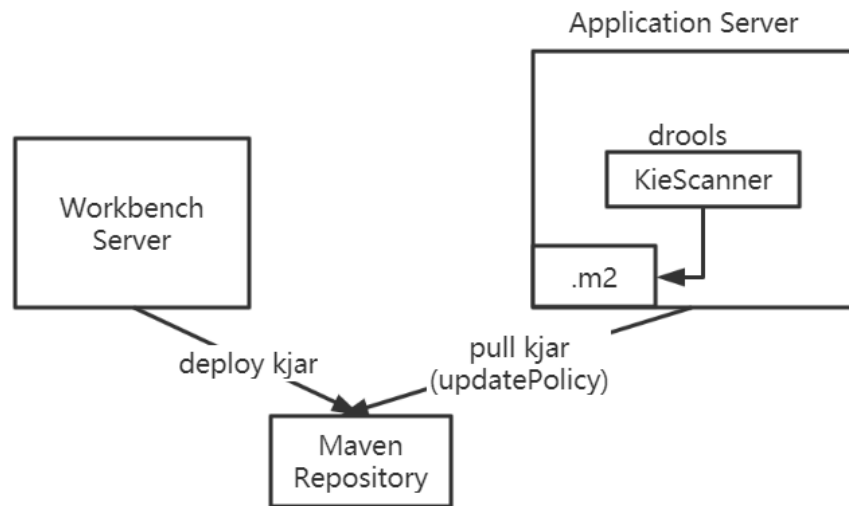 Application Server
drools
KieScanner
Workbench
Server
.m2
deploy kjar
pull kjar
(updatePolicy)
Maven
Repository